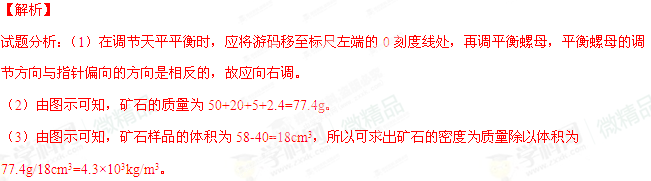 【解析】
试题分析：（1）在调节天平平衡时，应将游码移至标尺左端的 0 刻度线处，再调平衡螺母，平衡螺母的调
节方向与指针偏向的方向是相反的，故应向右调。
（2）由图示可知，矿石的质量为 50+20+5+2.4=77.4g。
（3）由图示可知，矿石样品的体积为 58-40=18cm³，所以可求出矿石的密度为质量除以体积为
77.4g/18cm³=4.3×10³kg/m³。